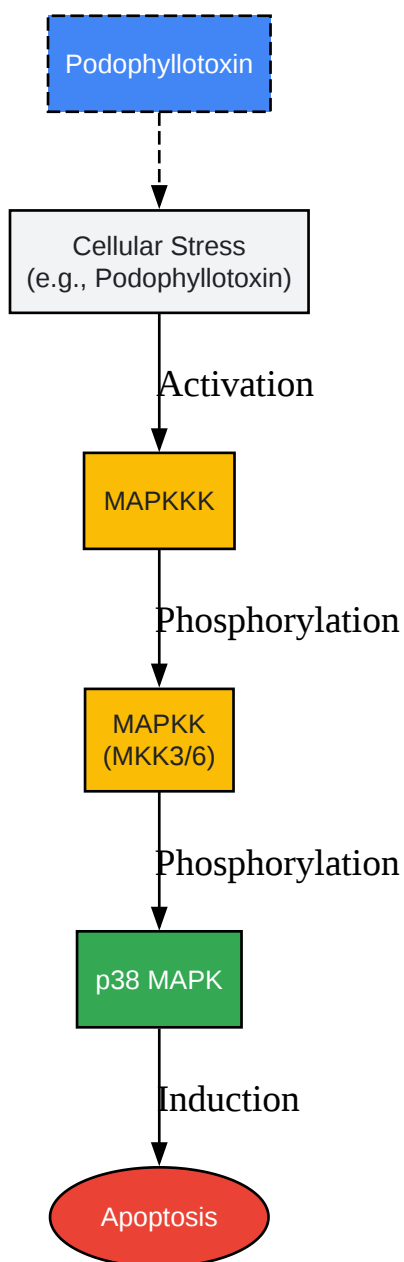 Podophyllotoxin
Cellular Stress
(e.g., Podophyllotoxin)
Activation
MAPKKK
Phosphorylation
MAPKK
(MKK3/6)
Phosphorylation
p38 MAPK
Induction
Apoptosis